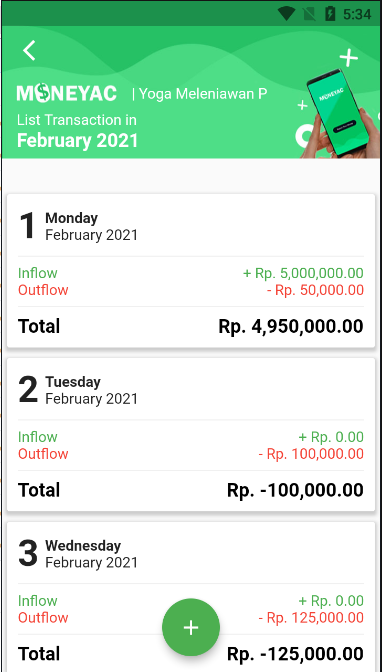 5:34
MONEYAC | Yoga Meleniawan P
List Transaction in
February 2021
MONEYAC
1 Monday
February 2021
Inflow + Rp. 5,000,000.00
Outflow - Rp. 50,000.00
Total Rp. 4,950,000.00
2 Tuesday
February 2021
Inflow + Rp. 0.00
Outflow - Rp. 100,000.00
Total Rp. -100,000.00
3 Wednesday
February 2021
Inflow + Rp. 0.00
Outflow - Rp. 125,000.00
+
Total Rp. -125,000.00